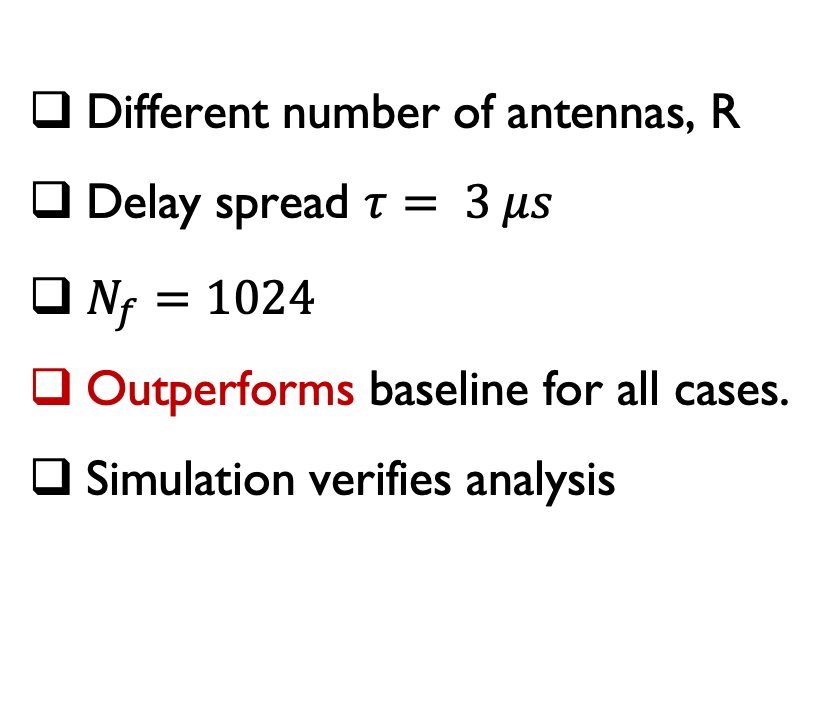 ❑ Different number of antennas, R
❑ Delay spread τ = 3 μs
❑ N_f = 1024
❑ Outperforms baseline for all cases.
❑ Simulation verifies analysis